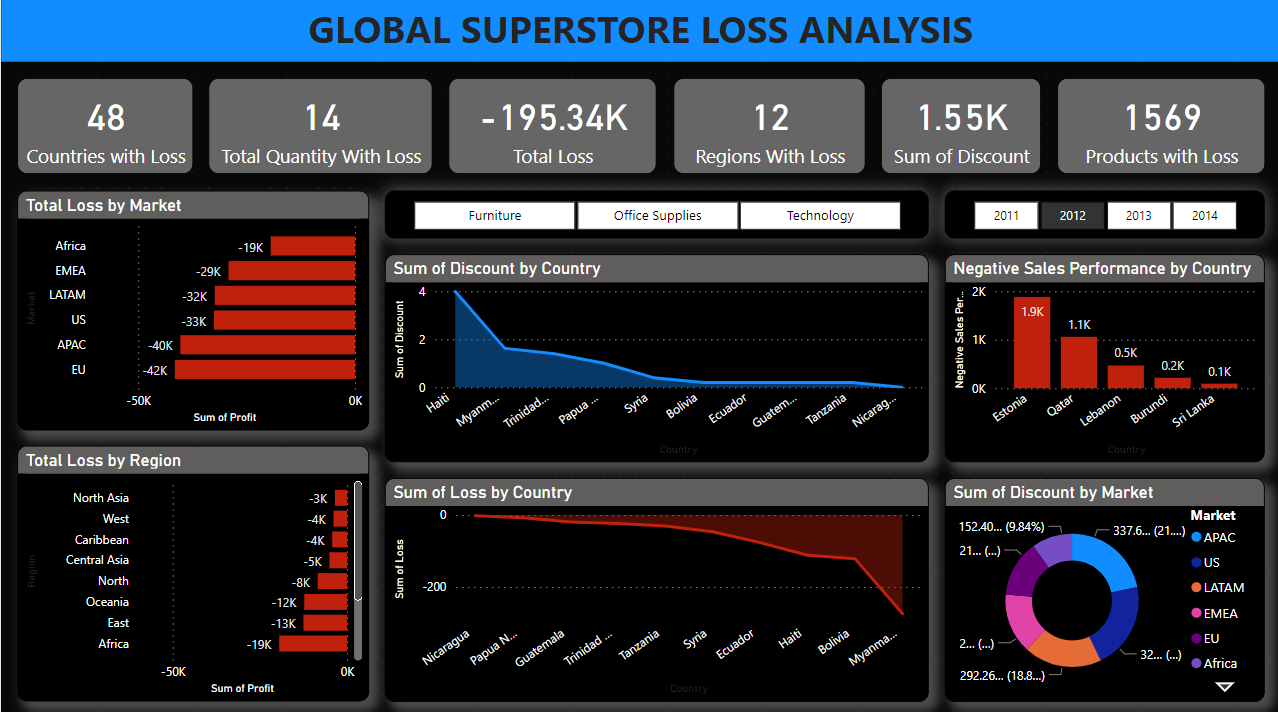 GLOBAL SUPERSTORE LOSS ANALYSIS
48
Countries with Loss
14
Total Quantity With Loss
-195.34K
Total Loss
12
Regions With Loss
1.55K
Sum of Discount
1569
Products with Loss
Total Loss by Market
Market
Africa
-19K
EMEA
-29K
LATAM
-32K
US
-33K
APAC
-40K
EU
-42K
-50K
0K
Sum of Profit
Furniture
Office Supplies
Technology
2011
2012
2013
2014
Sum of Discount by Country
Sum of Discount
4
2
0
Haiti
Myanm...
Trinidad...
Papua ...
Syria
Bolivia
Ecuador
Guatem...
Tanzania
Nicarag...
Country
Negative Sales Performance by Country
Negative Sales Per...
2K
1K
0K
1.9K
1.1K
0.5K
0.2K
0.1K
Estonia
Qatar
Lebanon
Burundi
Sri Lanka
Country
Total Loss by Region
Region
North Asia
-3K
West
-4K
Caribbean
-4K
Central Asia
-5K
North
-8K
Oceania
-12K
East
-13K
Africa
-19K
-50K
0K
Sum of Profit
Sum of Loss by Country
Sum of Loss
0
-200
Nicaragua
Papua N...
Guatemala
Trinidad ...
Tanzania
Syria
Ecuador
Haiti
Bolivia
Myanma...
Country
Sum of Discount by Market
152.40... (9.84%)
337.6... (21....)
21... (...)
2... (...)
32... (...)
292.26... (18.8...)
Market
APAC
US
LATAM
EMEA
EU
Africa